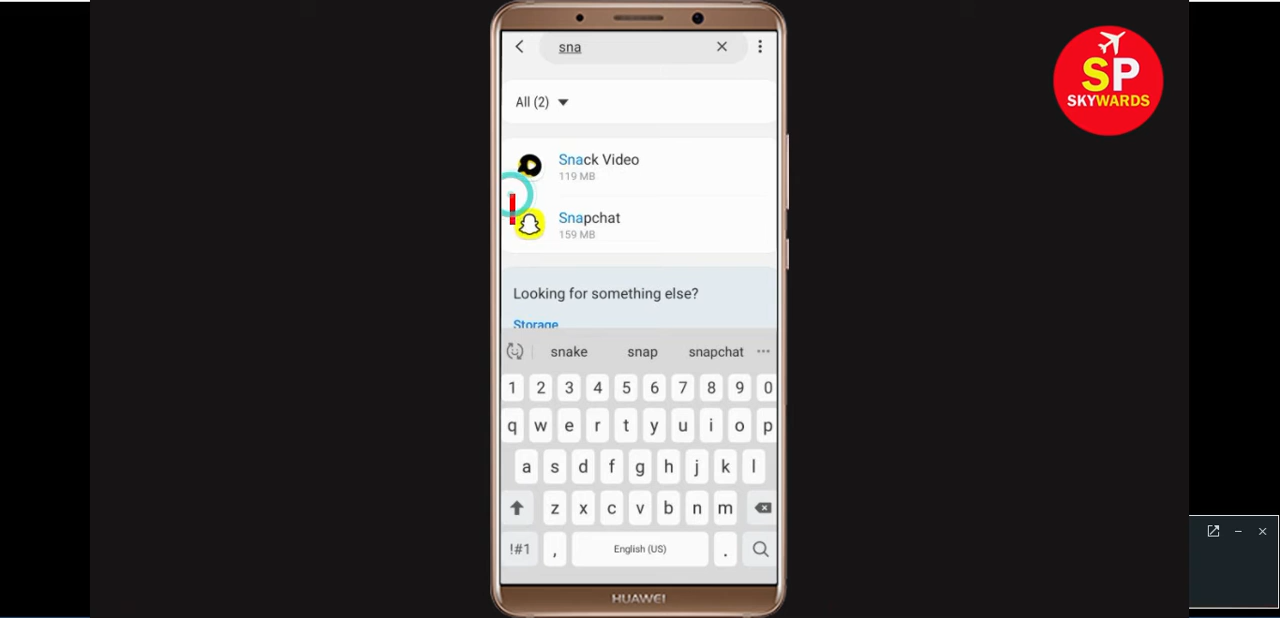 sna
SP
SKYWARDS
All (2)
Snack Video
119 MB
Snapchat
159 MB
Looking for something else?
Storage
snake snap snapchat
1 2 3 4 5 6 7 8 9 0
q w e r t y u i o p
a s d f g h j k l
z x c v b n m
!#1 , English (US) .
HUAWEI